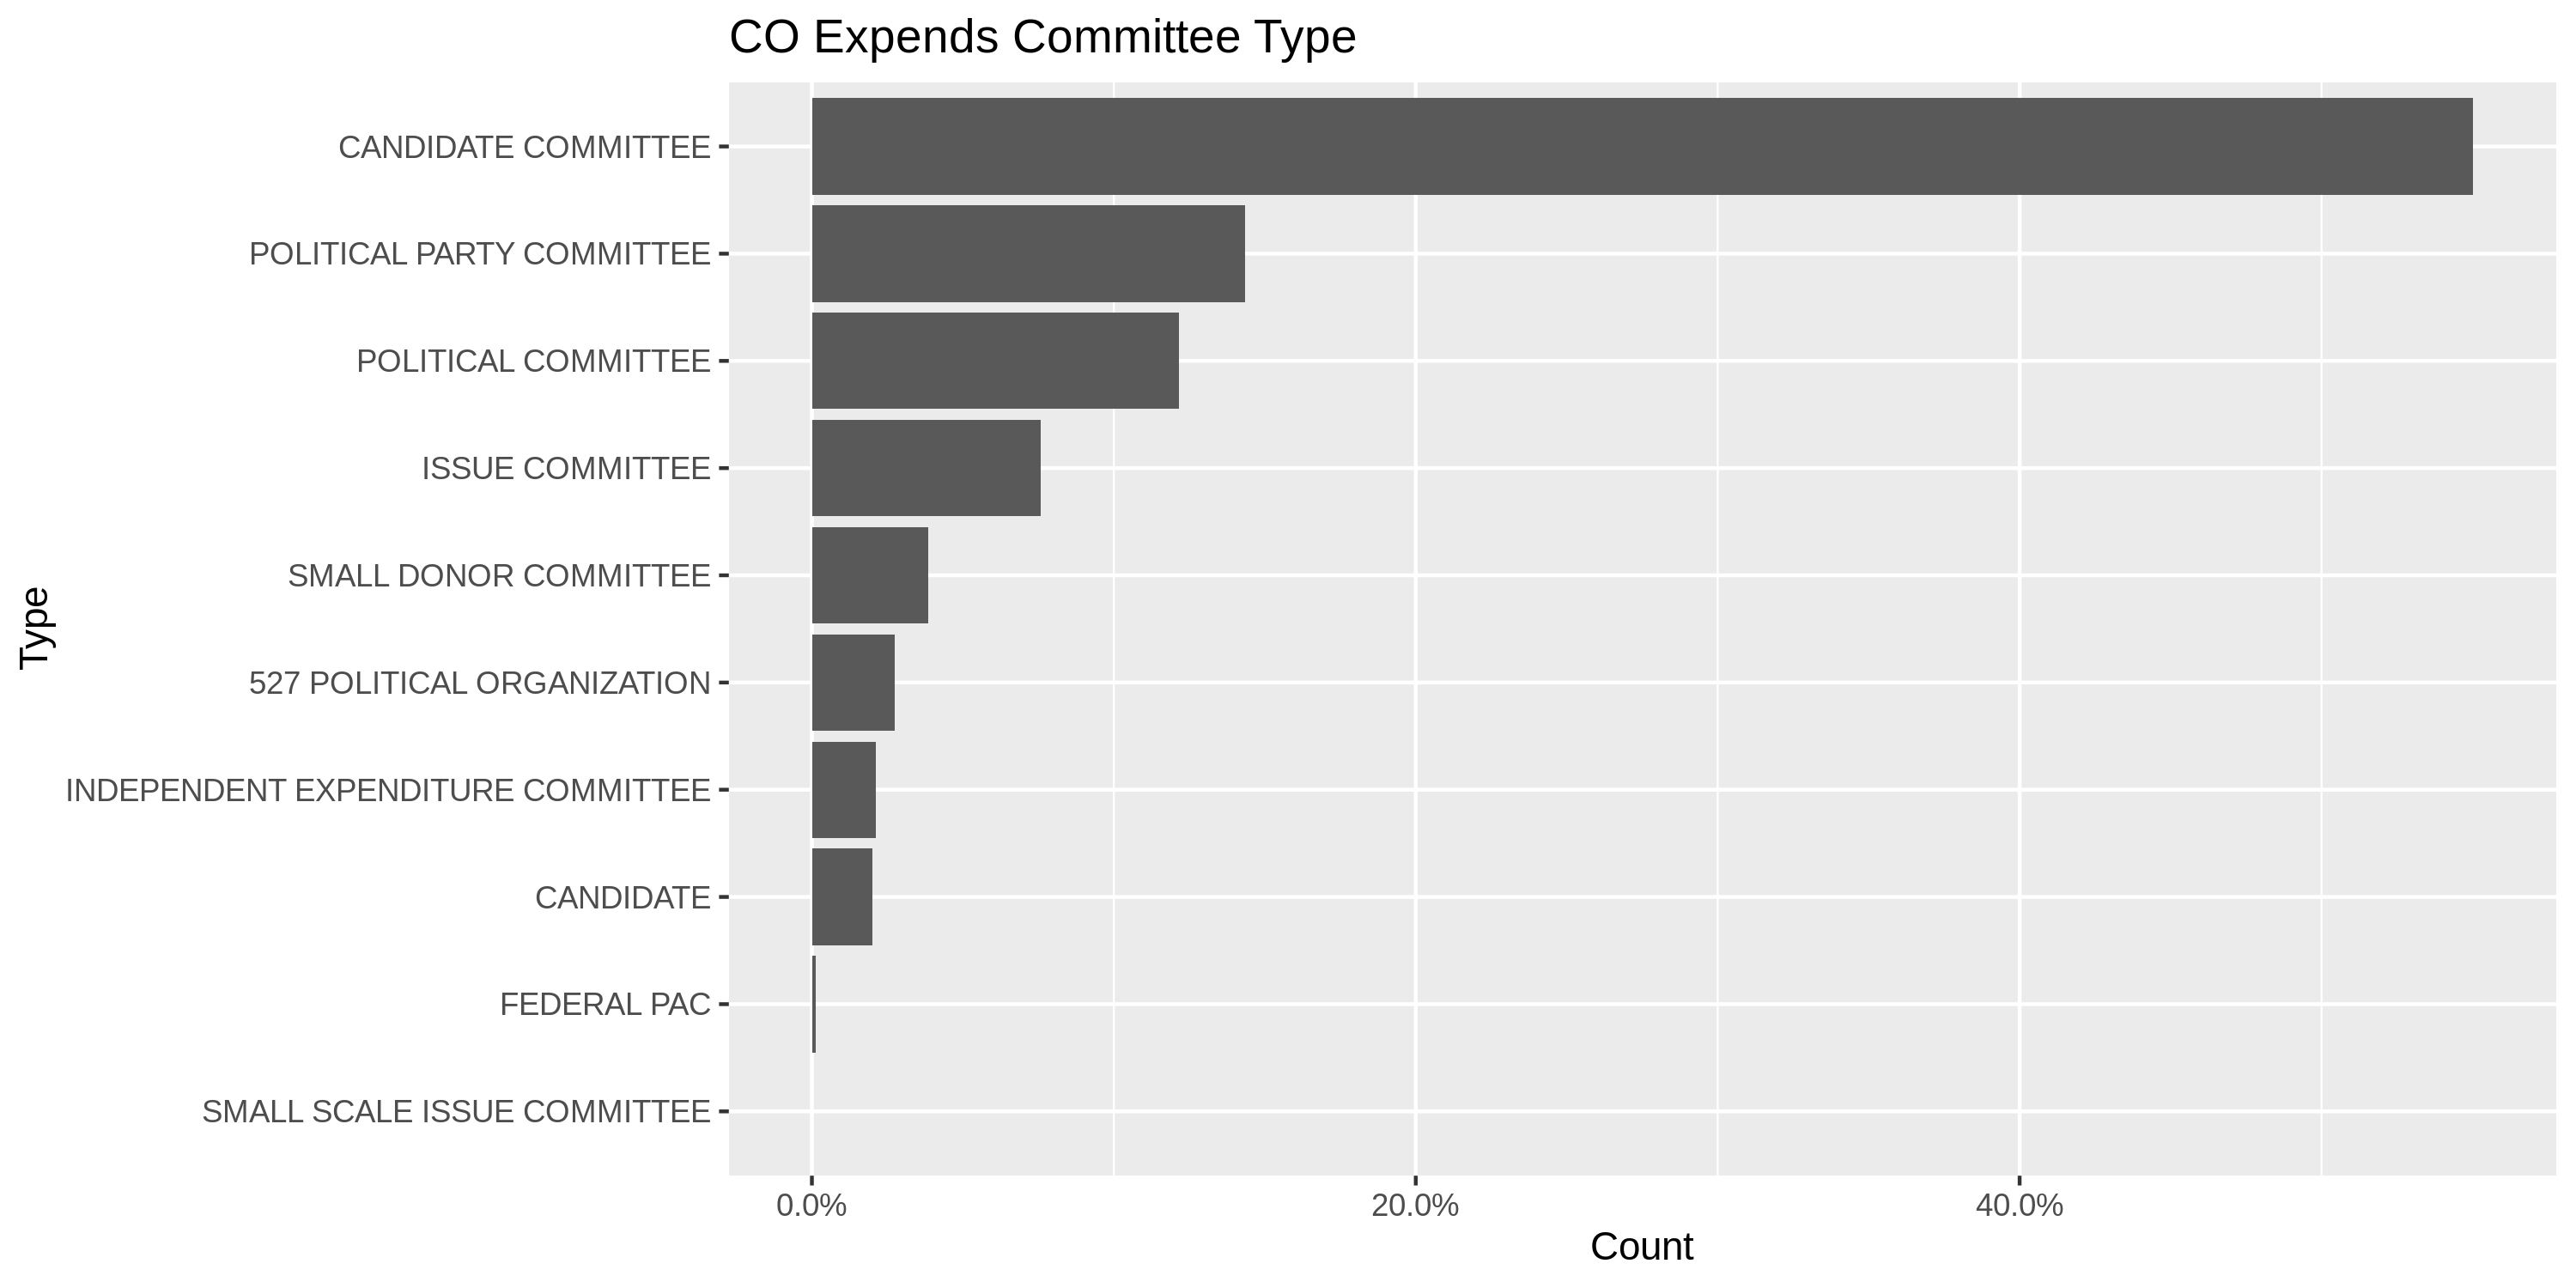 CO Expends Committee Type
CANDIDATE COMMITTEE
POLITICAL PARTY COMMITTEE
POLITICAL COMMITTEE
ISSUE COMMITTEE
SMALL DONOR COMMITTEE
527 POLITICAL ORGANIZATION
INDEPENDENT EXPENDITURE COMMITTEE
CANDIDATE
FEDERAL PAC
SMALL SCALE ISSUE COMMITTEE
Type
0.0% 20.0% 40.0%
Count